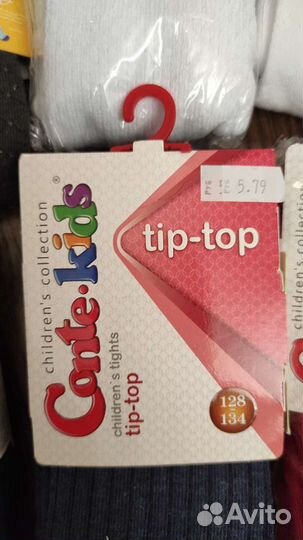 children's collection
Conte·kids®
children's tights
tip-top
tip-top
5.79
128
134
Avito